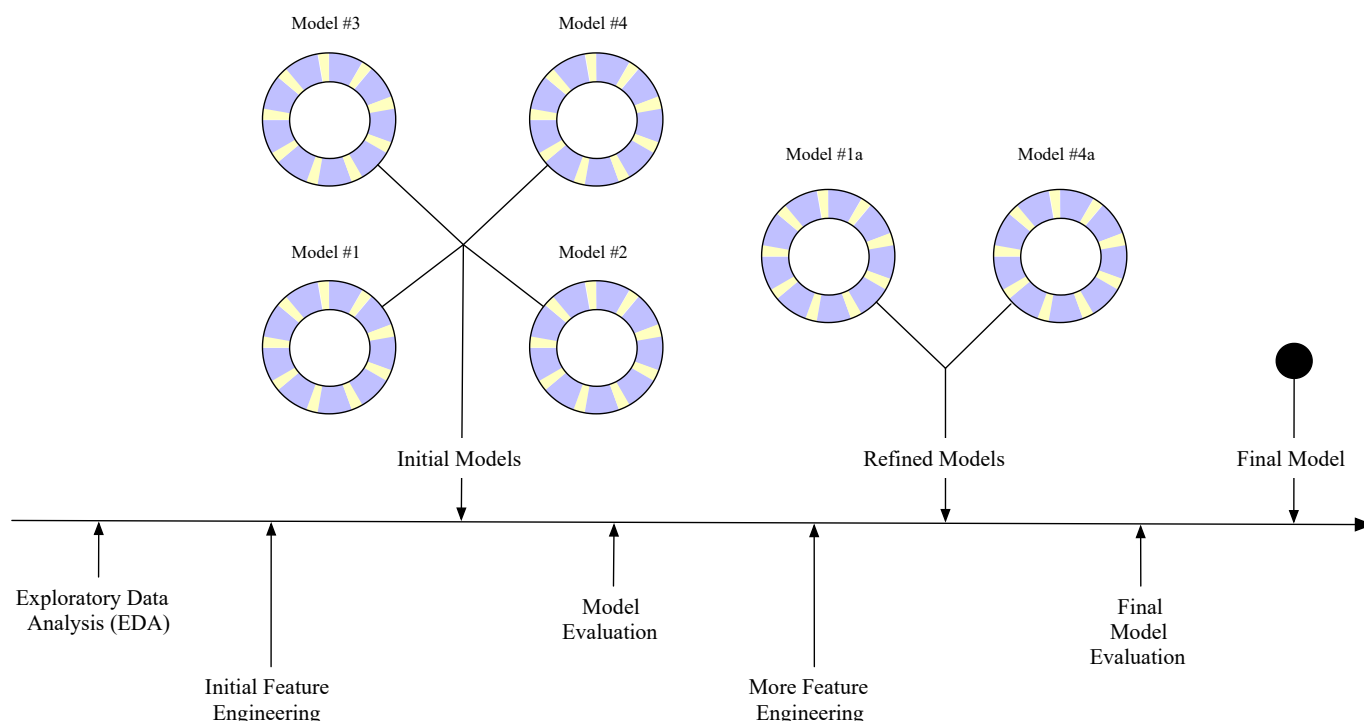 Model #3
Model #4
Model #1a
Model #4a
Model #1
Model #2
Initial Models
Refined Models
Final Model
Exploratory Data
Analysis (EDA)
Model
Evaluation
Final
Model
Evaluation
Initial Feature
Engineering
More Feature
Engineering